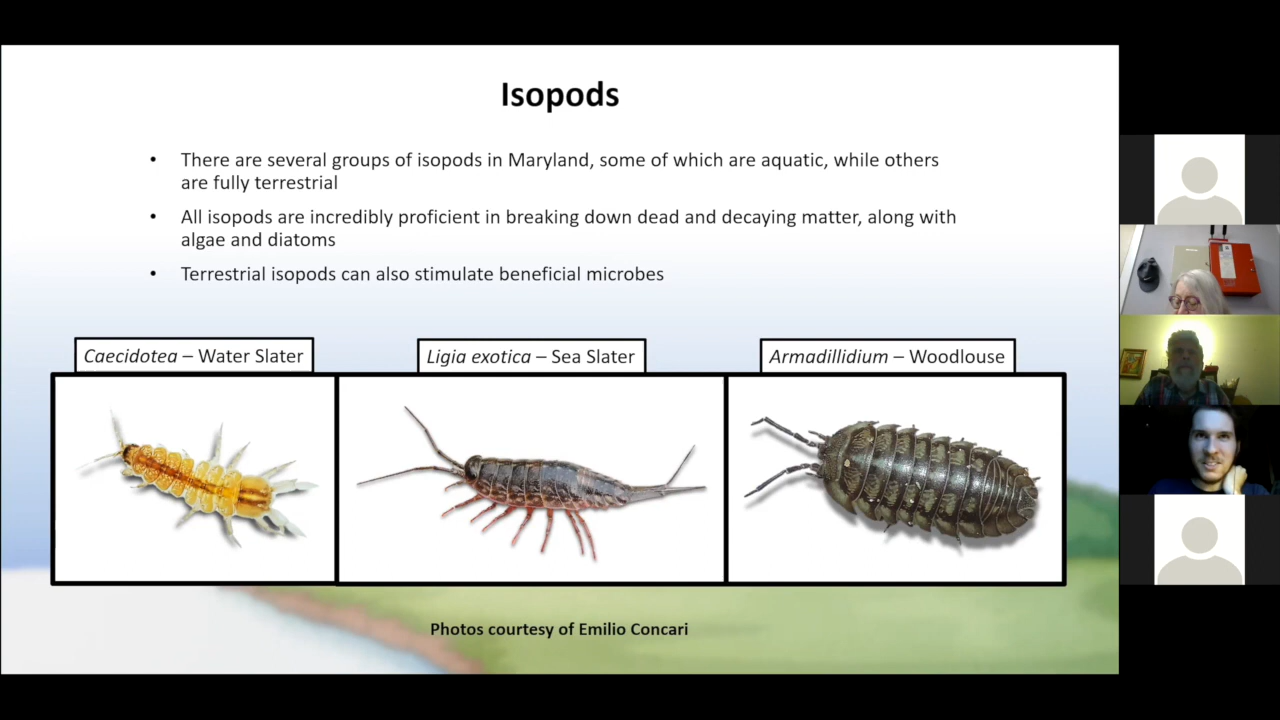 Isopods
• There are several groups of isopods in Maryland, some of which are aquatic, while others
are fully terrestrial
• All isopods are incredibly proficient in breaking down dead and decaying matter, along with
algae and diatoms
• Terrestrial isopods can also stimulate beneficial microbes
Caecidotea – Water Slater
Ligia exotica – Sea Slater
Armadillidium – Woodlouse
Photos courtesy of Emilio Concari